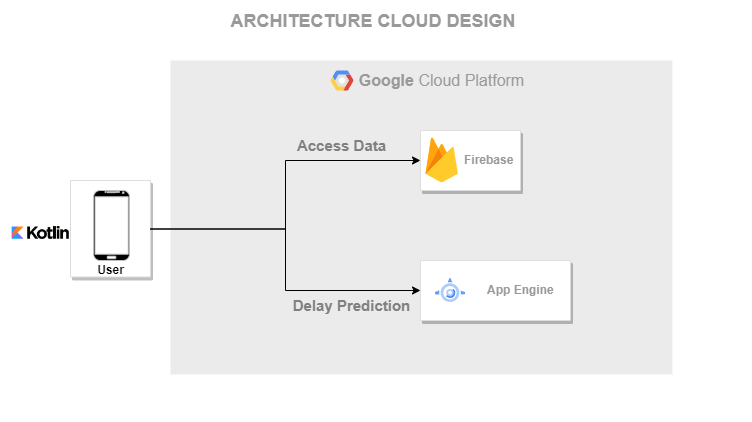 ARCHITECTURE CLOUD DESIGN
Google Cloud Platform
Access Data
Firebase
Kotlin
User
App Engine
Delay Prediction